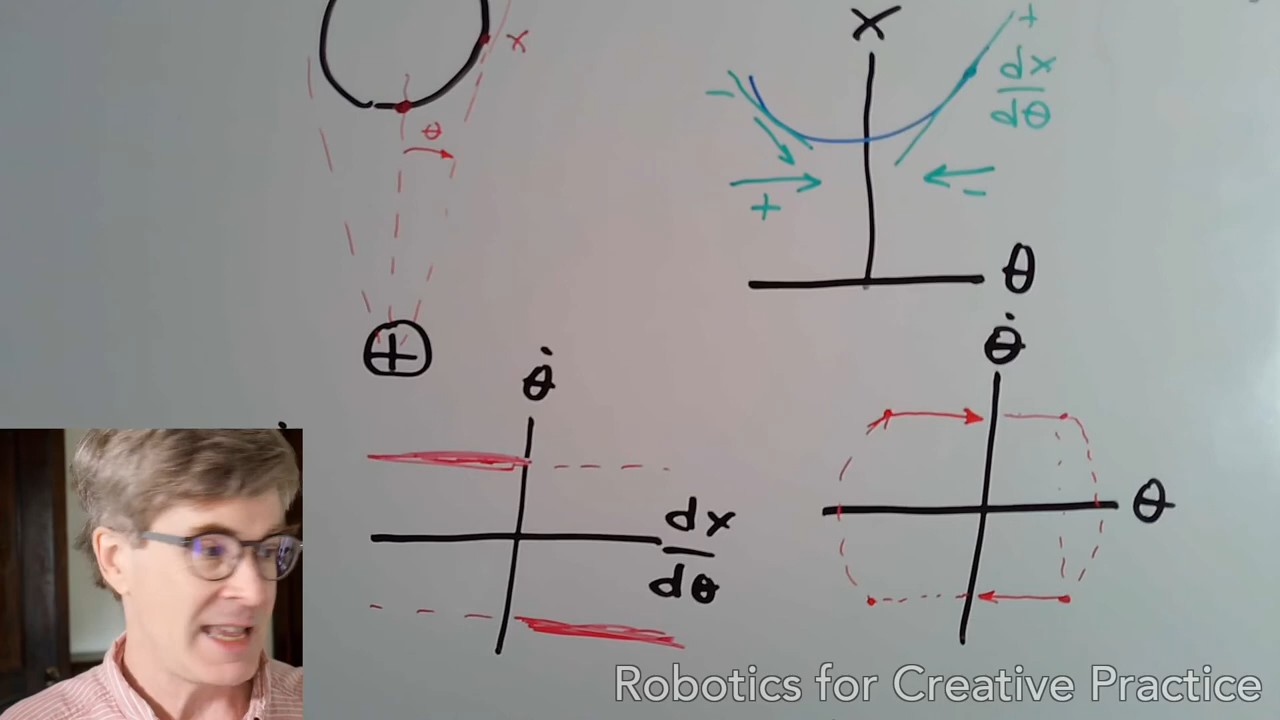 x
θ
+
x
+
dx
dθ
−
+
−
θ
θ̇
dx
dθ
θ̇
θ
Robotics for Creative Practice